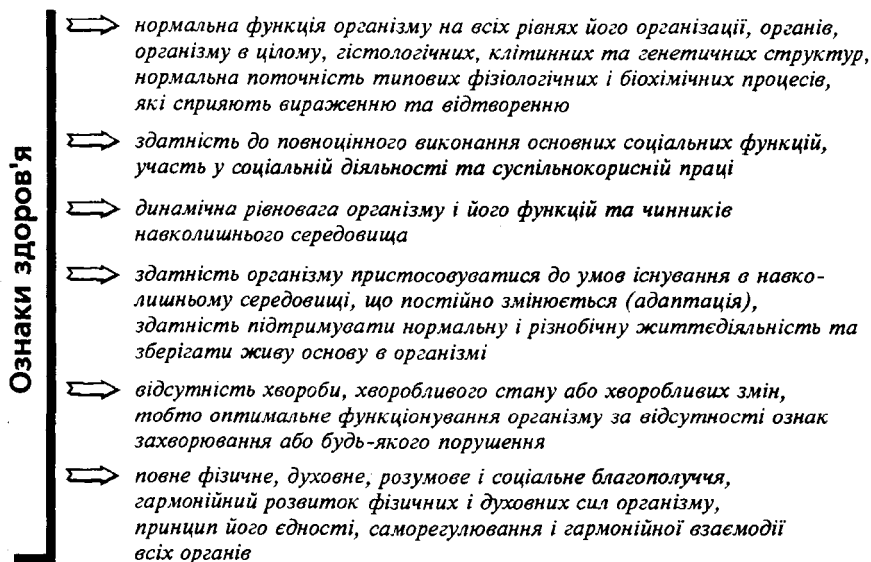 Ознаки здоров'я
нормальна функція організму на всіх рівнях його організації, органів,
організму в цілому, гістологічних, клітинних та генетичних структур,
нормальна поточність типових фізіологічних і біохімічних процесів,
які сприяють вираженню та відтворенню
здатність до повноцінного виконання основних соціальних функцій,
участь у соціальній діяльності та суспільнокорисній праці
динамічна рівновага організму і його функцій та чинників
навколишнього середовища
здатність організму пристосовуватися до умов існування в навко-
лишньому середовищі, що постійно змінюється (адаптація),
здатність підтримувати нормальну і різнобічну життєдіяльність та
зберігати живу основу в організмі
відсутність хвороби, хворобливого стану або хворобливих змін,
тобто оптимальне функціонування організму за відсутності ознак
захворювання або будь-якого порушення
повне фізичне, духовне, розумове і соціальне благополуччя,
гармонійний розвиток фізичних і духовних сил організму,
принцип його єдності, саморегулювання і гармонійної взаємодії
всіх органів